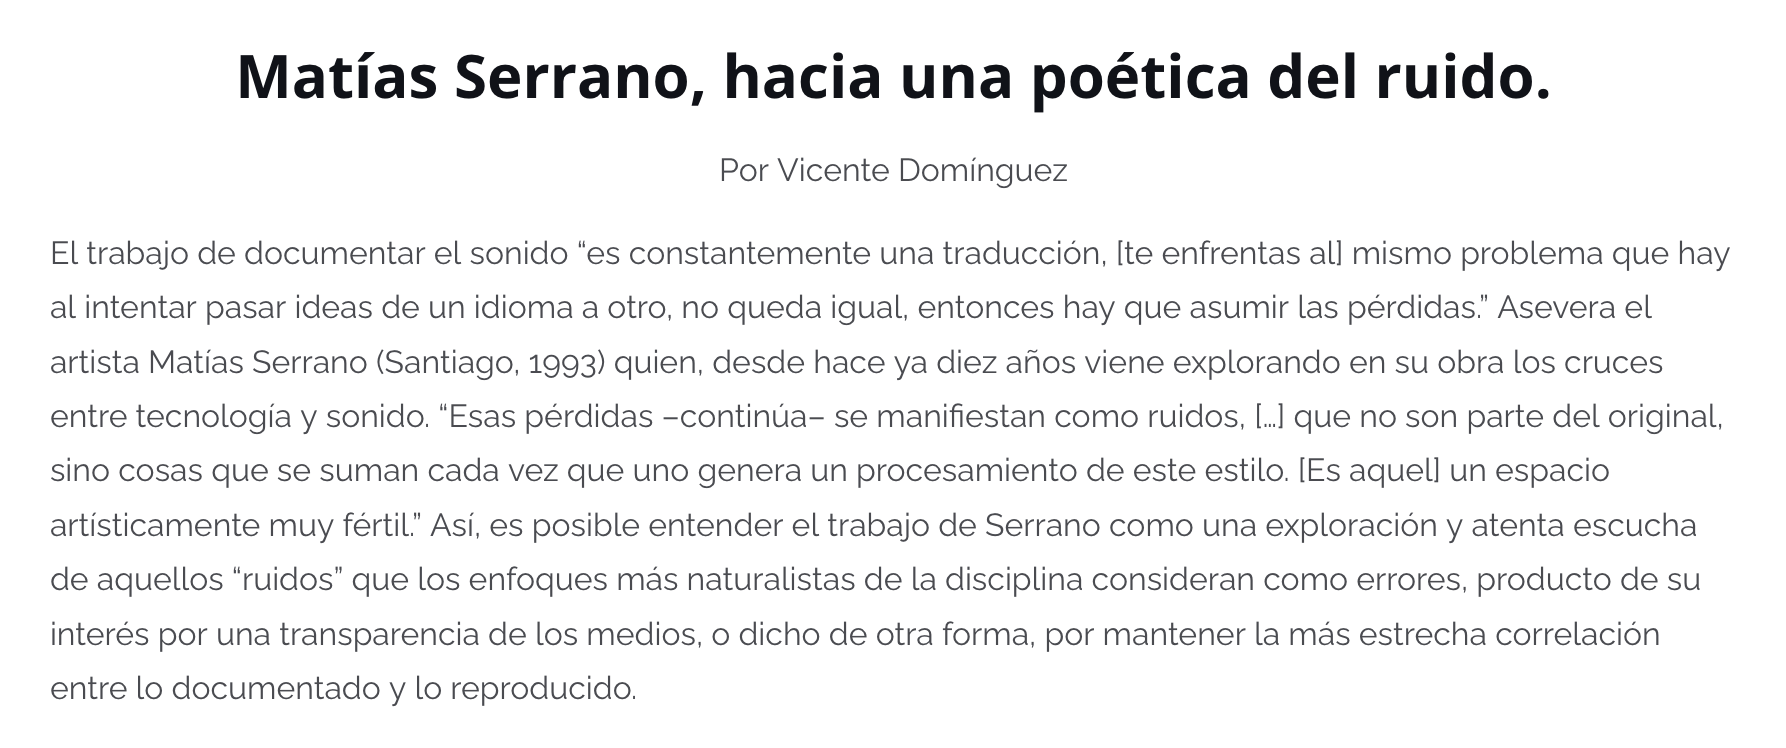 Matías Serrano, hacia una poética del ruido.
Por Vicente Domínguez
El trabajo de documentar el sonido “es constantemente una traducción, [te enfrentas al] mismo problema que hay
al intentar pasar ideas de un idioma a otro, no queda igual, entonces hay que asumir las pérdidas.” Asevera el
artista Matías Serrano (Santiago, 1993) quien, desde hace ya diez años viene explorando en su obra los cruces
entre tecnología y sonido. “Esas pérdidas –continúa– se manifiestan como ruidos, […] que no son parte del original,
sino cosas que se suman cada vez que uno genera un procesamiento de este estilo. [Es aquel] un espacio
artísticamente muy fértil.” Así, es posible entender el trabajo de Serrano como una exploración y atenta escucha
de aquellos “ruidos” que los enfoques más naturalistas de la disciplina consideran como errores, producto de su
interés por una transparencia de los medios, o dicho de otra forma, por mantener la más estrecha correlación
entre lo documentado y lo reproducido.